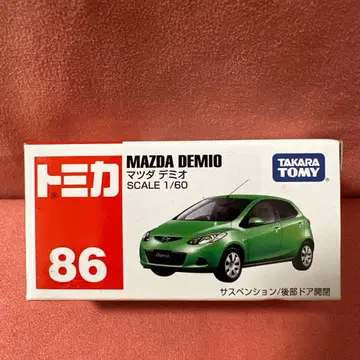 トミカ
86
MAZDA DEMIO
マツダ デミオ
SCALE 1/60
TAKARA
TOMY
サスペンション/後部ドア開閉